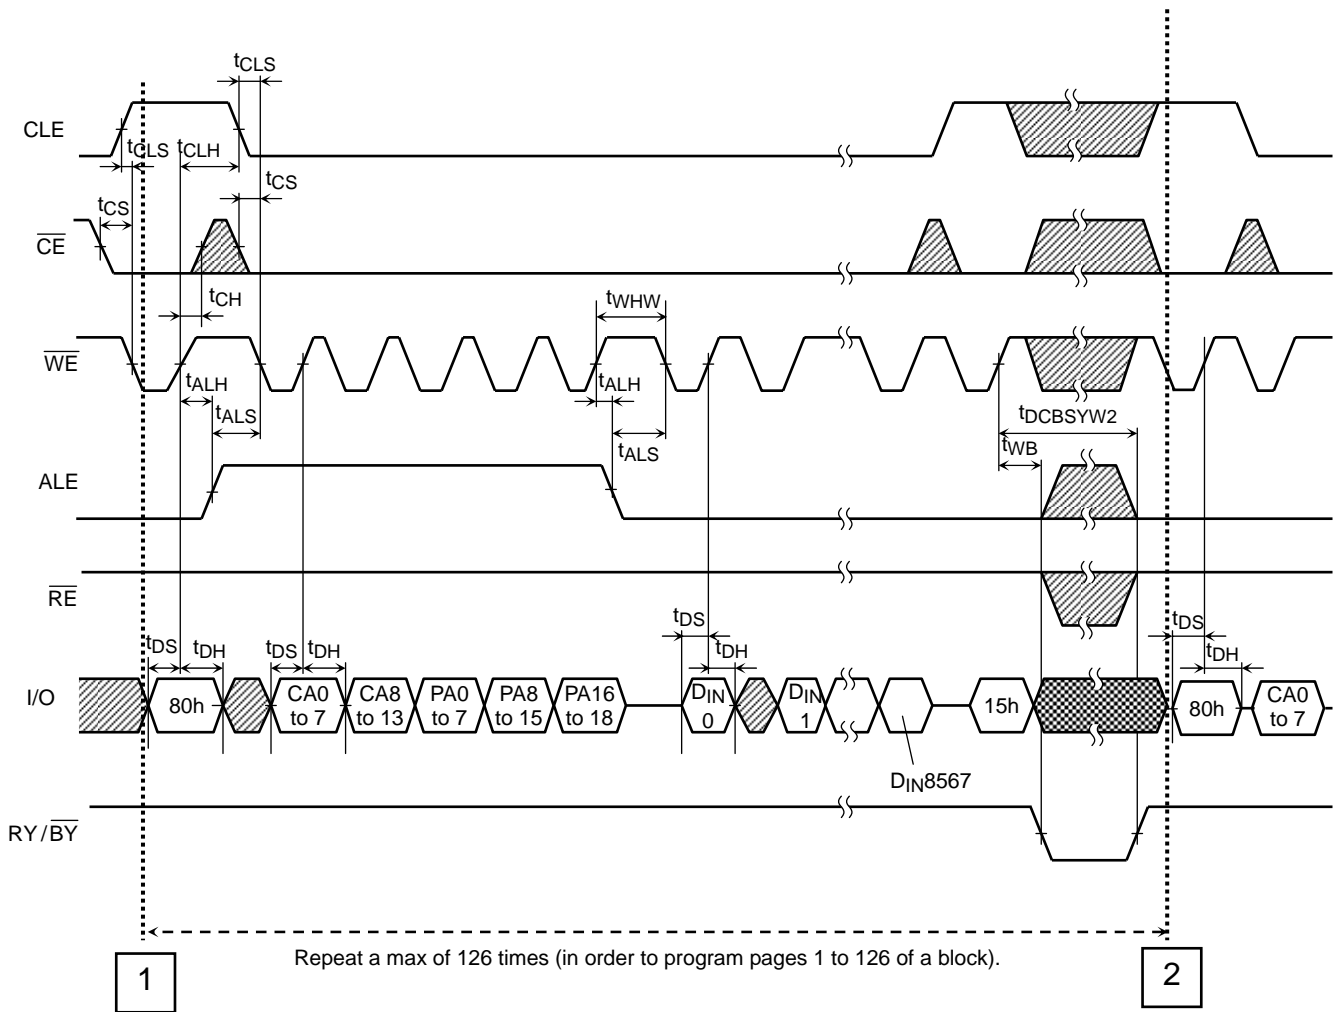 tCLS
CLE
tCLS
tCLH
tCS
tCS
CE
tCH
tWHW
WE
tALH
tALH
tALS
tDCBSYW2
tALS
tWB
ALE
RE
tDS
tDS
tDS
tDH
tDS
tDH
tDH
tDH
I/O
80h
CA0 to 7
CA8 to 13
PA0 to 7
PA8 to 15
PA16 to 18
DIN 0
DIN 1
15h
80h
CA0 to 7
DIN8567
RY/BY
Repeat a max of 126 times (in order to program pages 1 to 126 of a block).
1
2